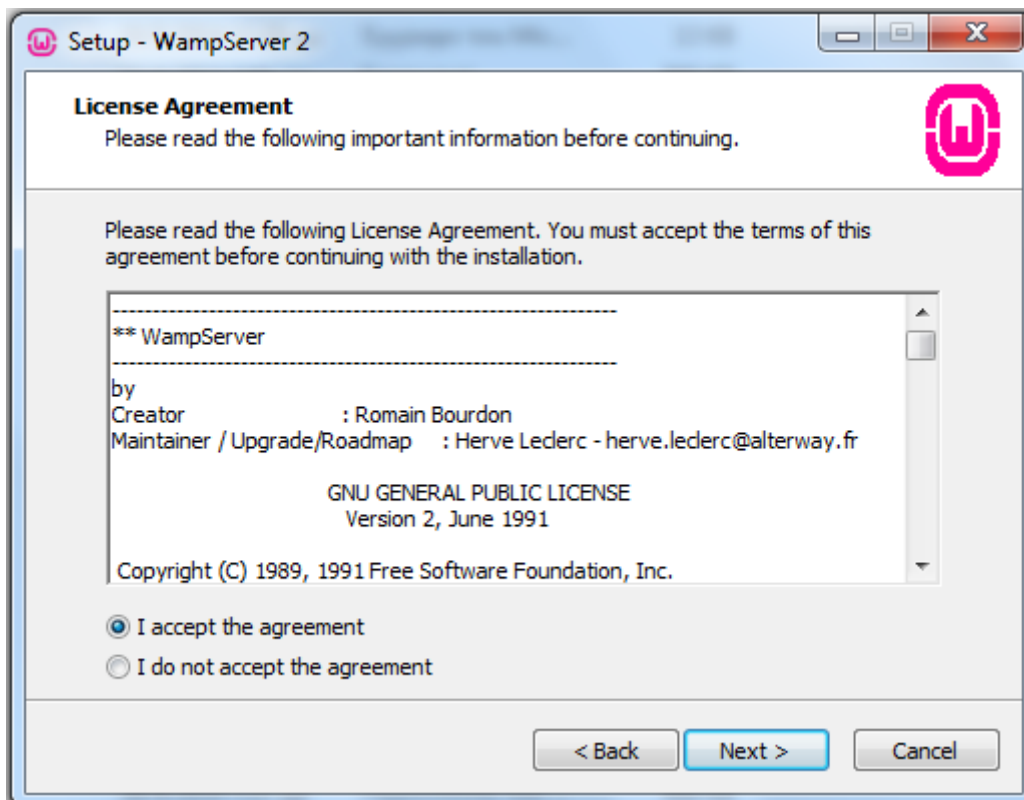 Setup - WampServer 2
License Agreement
Please read the following important information before continuing.
Please read the following License Agreement. You must accept the terms of this
agreement before continuing with the installation.
------------------------------------------------------------------
** WampServer
------------------------------------------------------------------
by
Creator : Romain Bourdon
Maintainer / Upgrade/Roadmap : Herve Leclerc - herve.leclerc@alterway.fr
GNU GENERAL PUBLIC LICENSE
Version 2, June 1991
Copyright (C) 1989, 1991 Free Software Foundation, Inc.
I accept the agreement
I do not accept the agreement
< Back Next > Cancel